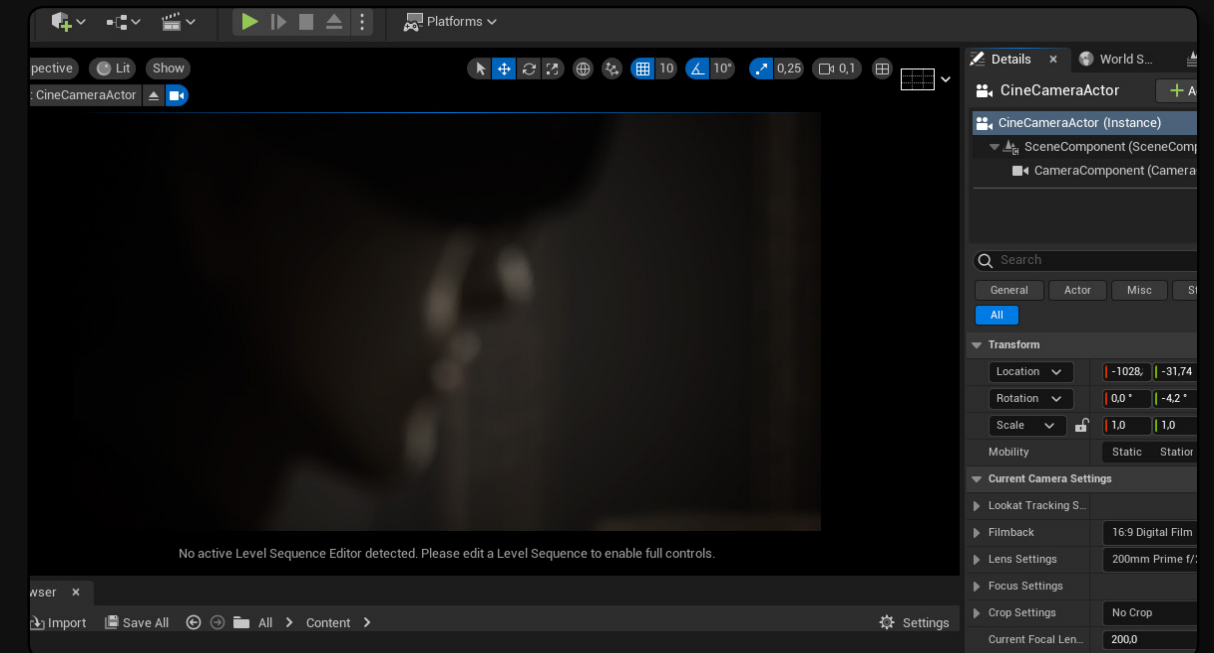 Platforms
pective Lit Show 10 10° 0,25 0,1
: CineCameraActor
No active Level Sequence Editor detected. Please edit a Level Sequence to enable full controls.
wser
Import Save All All Content Settings
Details World S...
CineCameraActor
CineCameraActor (Instance)
SceneComponent (SceneComp
CameraComponent (Camera
Search
General Actor Misc St
All
Transform
Location -1028, -31,74
Rotation 0,0 ° -4,2 °
Scale 1,0 1,0
Mobility Static Station
Current Camera Settings
Lookat Tracking S...
Filmback 16:9 Digital Film
Lens Settings 200mm Prime f/
Focus Settings
Crop Settings No Crop
Current Focal Len... 200,0